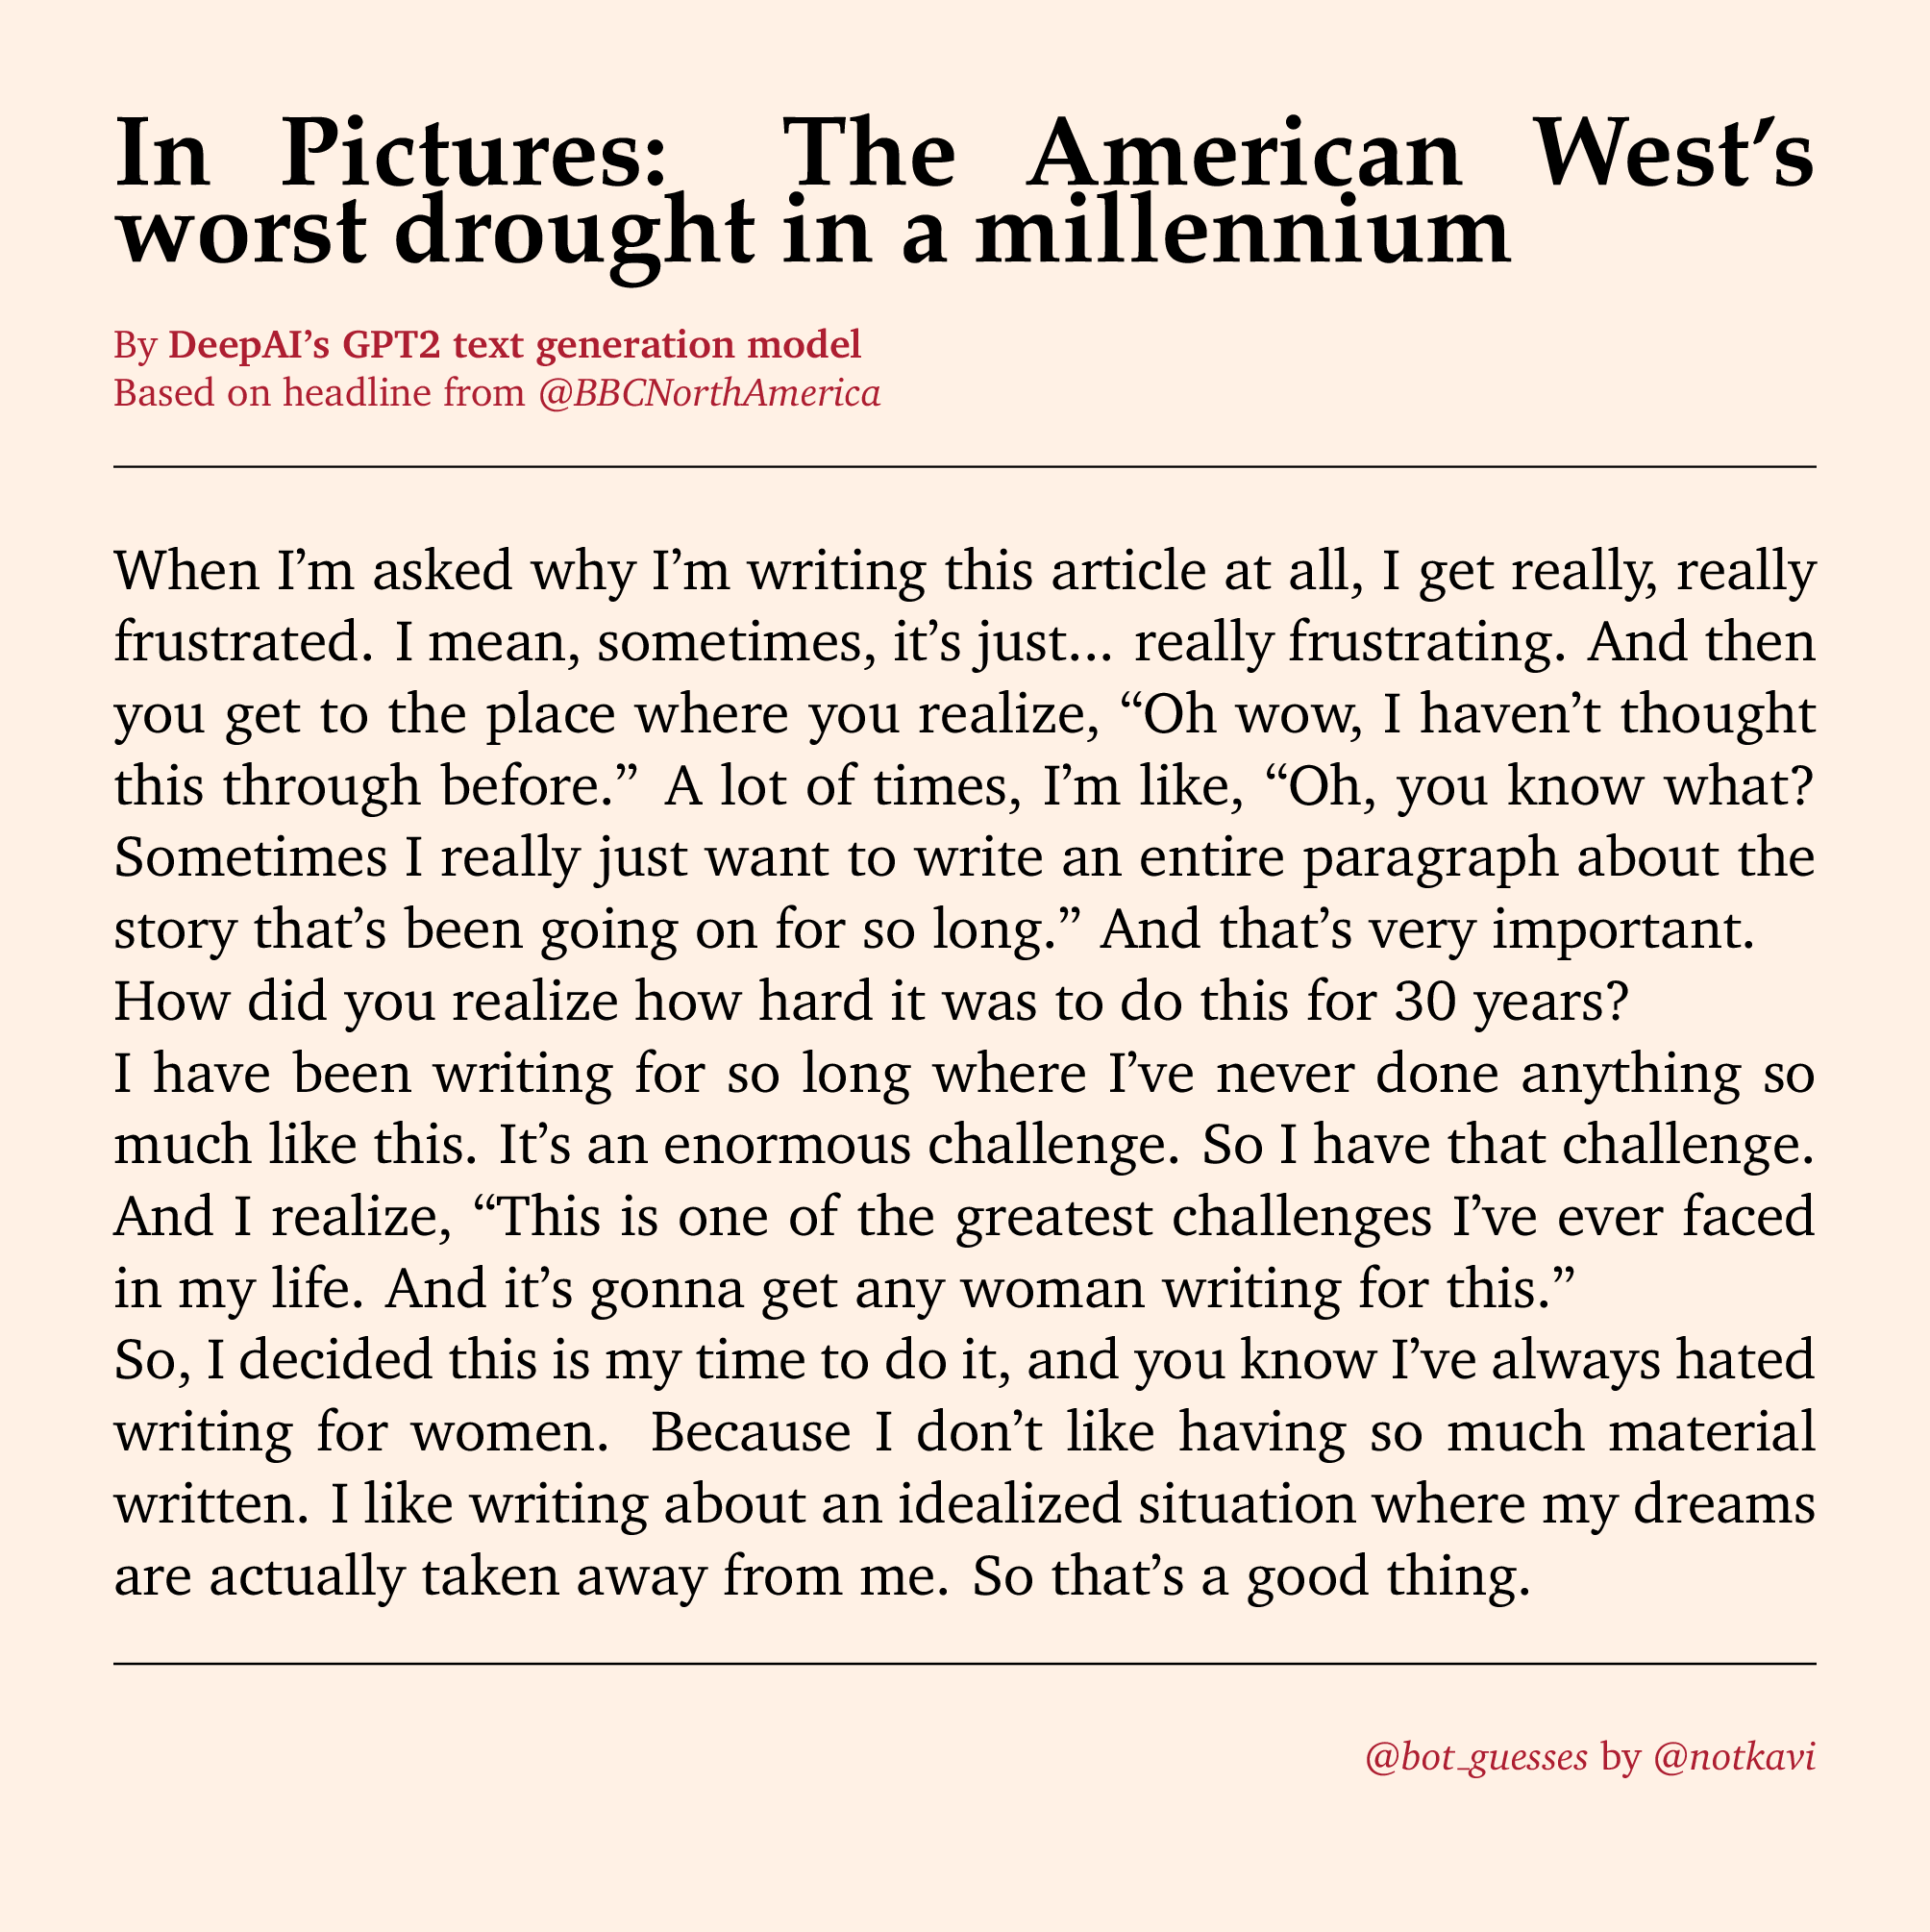 In Pictures: The American West’s
worst drought in a millennium
By DeepAI’s GPT2 text generation model
Based on headline from @BBCNorthAmerica
When I’m asked why I’m writing this article at all, I get really, really
frustrated. I mean, sometimes, it’s just... really frustrating. And then
you get to the place where you realize, “Oh wow, I haven’t thought
this through before.” A lot of times, I’m like, “Oh, you know what?
Sometimes I really just want to write an entire paragraph about the
story that’s been going on for so long.” And that’s very important.
How did you realize how hard it was to do this for 30 years?
I have been writing for so long where I’ve never done anything so
much like this. It’s an enormous challenge. So I have that challenge.
And I realize, “This is one of the greatest challenges I’ve ever faced
in my life. And it’s gonna get any woman writing for this.”
So, I decided this is my time to do it, and you know I’ve always hated
writing for women. Because I don’t like having so much material
written. I like writing about an idealized situation where my dreams
are actually taken away from me. So that’s a good thing.
@bot_guesses by @notkavi